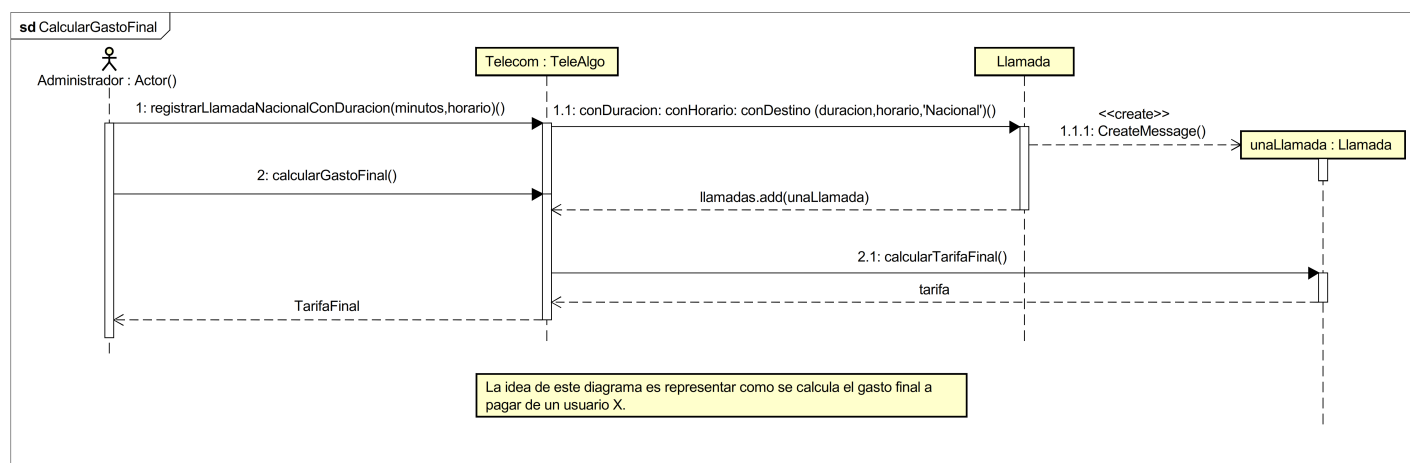 sd CalcularGastoFinal
Administrador : Actor()
Telecom : TeleAlgo
Llamada
1: registrarLlamadaNacionalConDuracion(minutos,horario)()
1.1: conDuracion: conHorario: conDestino (duracion,horario,'Nacional')()
<<create>>
1.1.1: CreateMessage()
unaLlamada : Llamada
2: calcularGastoFinal()
llamadas.add(unaLlamada)
2.1: calcularTarifaFinal()
tarifa
TarifaFinal
La idea de este diagrama es representar como se calcula el gasto final a
pagar de un usuario X.